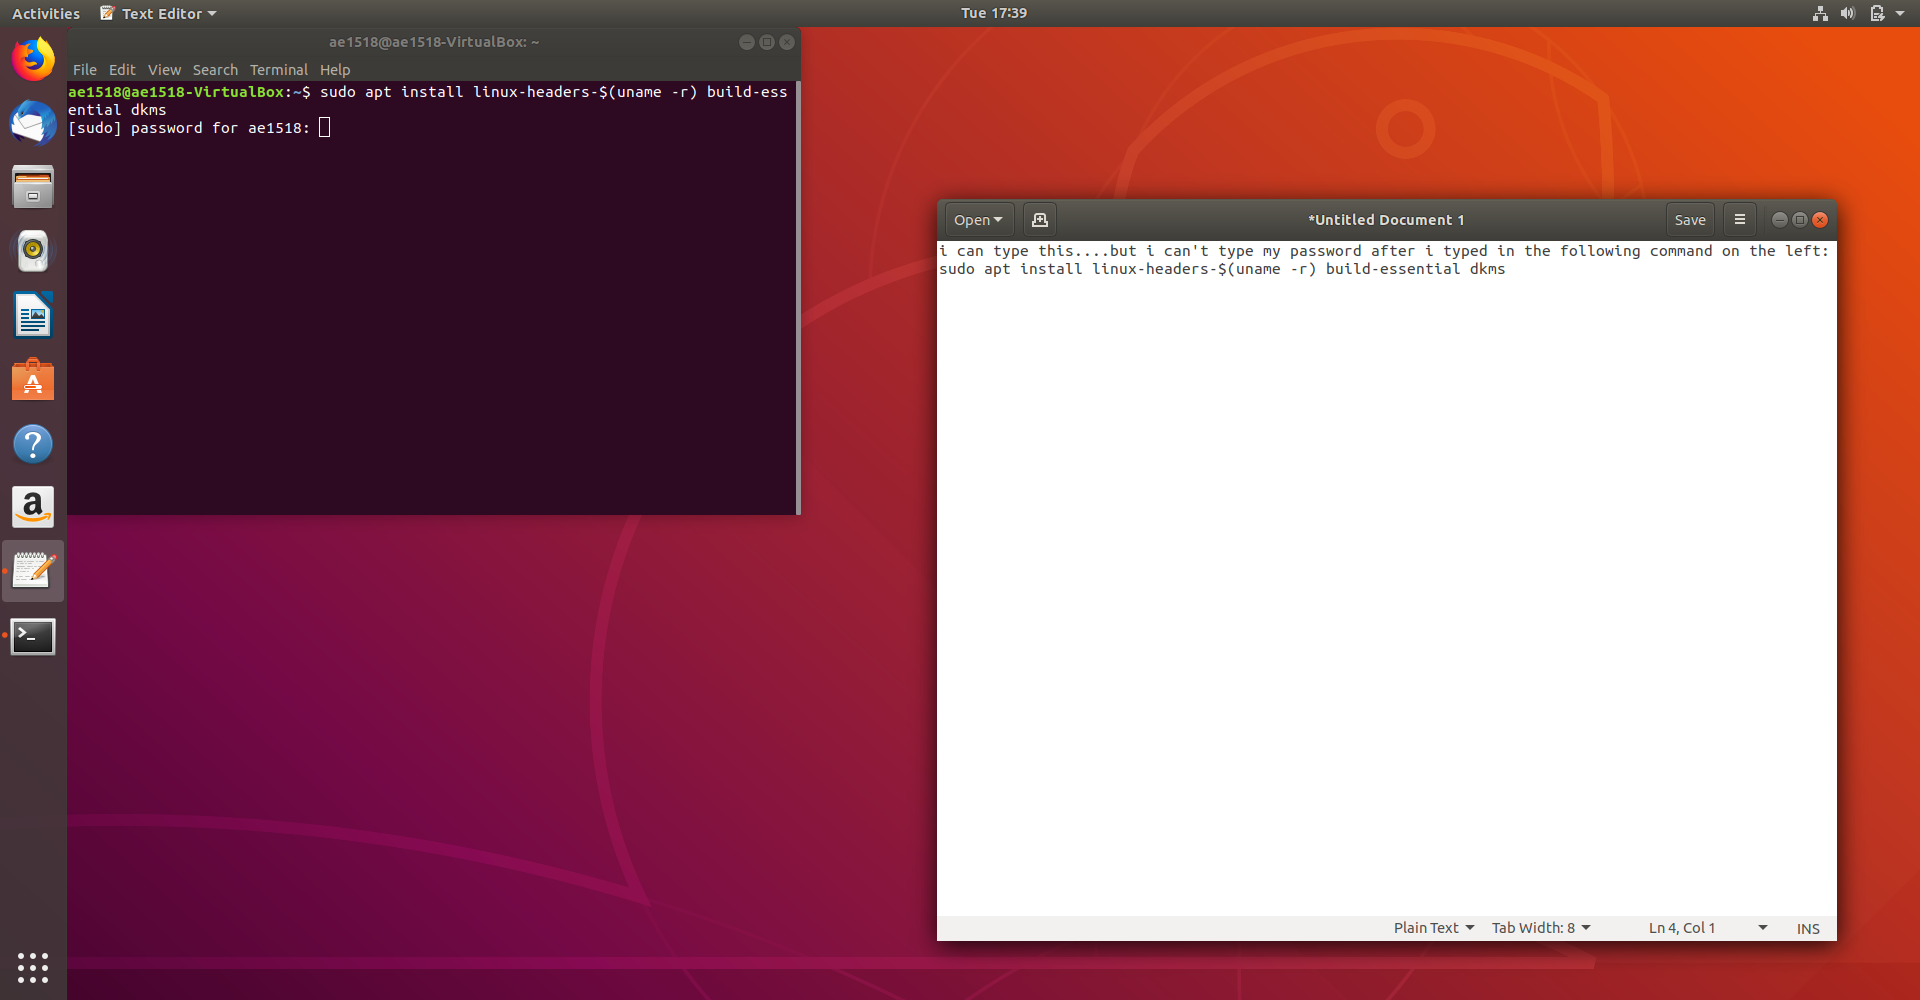 Activities Text Editor Tue 17:39
ae1518@ae1518-VirtualBox: ~
File Edit View Search Terminal Help
ae1518@ae1518-VirtualBox:~$ sudo apt install linux-headers-$(uname -r) build-ess
ential dkms
[sudo] password for ae1518:
Open *Untitled Document 1 Save
i can type this....but i can't type my password after i typed in the following command on the left:
sudo apt install linux-headers-$(uname -r) build-essential dkms
Plain Text Tab Width: 8 Ln 4, Col 1 INS